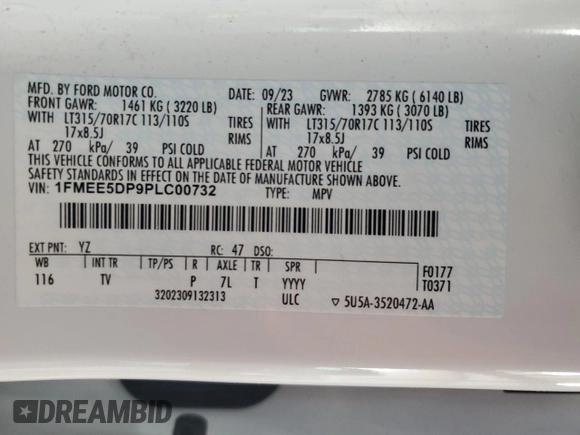 MFD. BY FORD MOTOR CO. DATE: 09/23 GVWR: 2785 KG ( 6140 LB)
FRONT GAWR: 1461 KG ( 3220 LB) REAR GAWR: 1393 KG ( 3070 LB)
WITH LT315/70R17C 113/110S TIRES WITH LT315/70R17C 113/110S TIRES
17x8.5J RIMS 17x8.5J RIMS
AT 270 kPa/ 39 PSI COLD AT 270 kPa/ 39 PSI COLD
THIS VEHICLE CONFORMS TO ALL APPLICABLE FEDERAL MOTOR VEHICLE
SAFETY STANDARDS IN EFFECT ON THE DATE OF MANUFACTURE SHOWN ABOVE.
VIN: 1FMEE5DP9PLC00732 TYPE: MPV
EXT PNT: YZ RC: 47 DSO:
WB INT TR TP/PS R AXLE TR SPR F0177
116 TV P 7L T YYYY T0371
3202309132313 ULC ▽ 5U5A-3520472-AA
DREAMBID